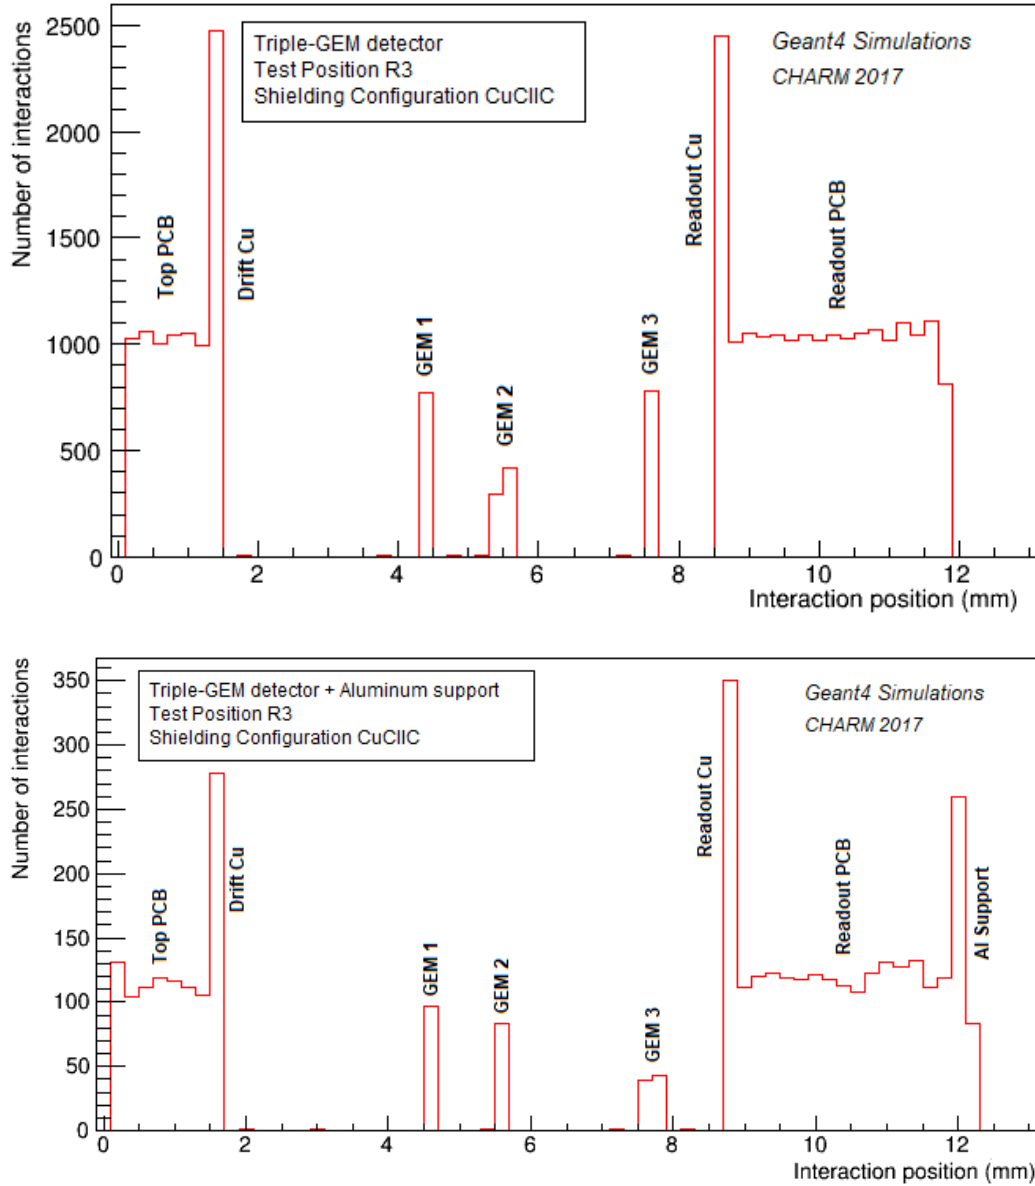 Number of interactions
2500
2000
1500
1000
500
0
Triple-GEM detector
Test Position R3
Shielding Configuration CuCIIC
Geant4 Simulations
CHARM 2017
Top PCB
Drift Cu
GEM 1
GEM 2
GEM 3
Readout Cu
Readout PCB
0 2 4 6 8 10 12
Interaction position (mm)
Number of interactions
350
300
250
200
150
100
50
0
Triple-GEM detector + Aluminum support
Test Position R3
Shielding Configuration CuCIIC
Geant4 Simulations
CHARM 2017
Top PCB
Drift Cu
GEM 1
GEM 2
GEM 3
Readout Cu
Readout PCB
Al Support
0 2 4 6 8 10 12
Interaction position (mm)